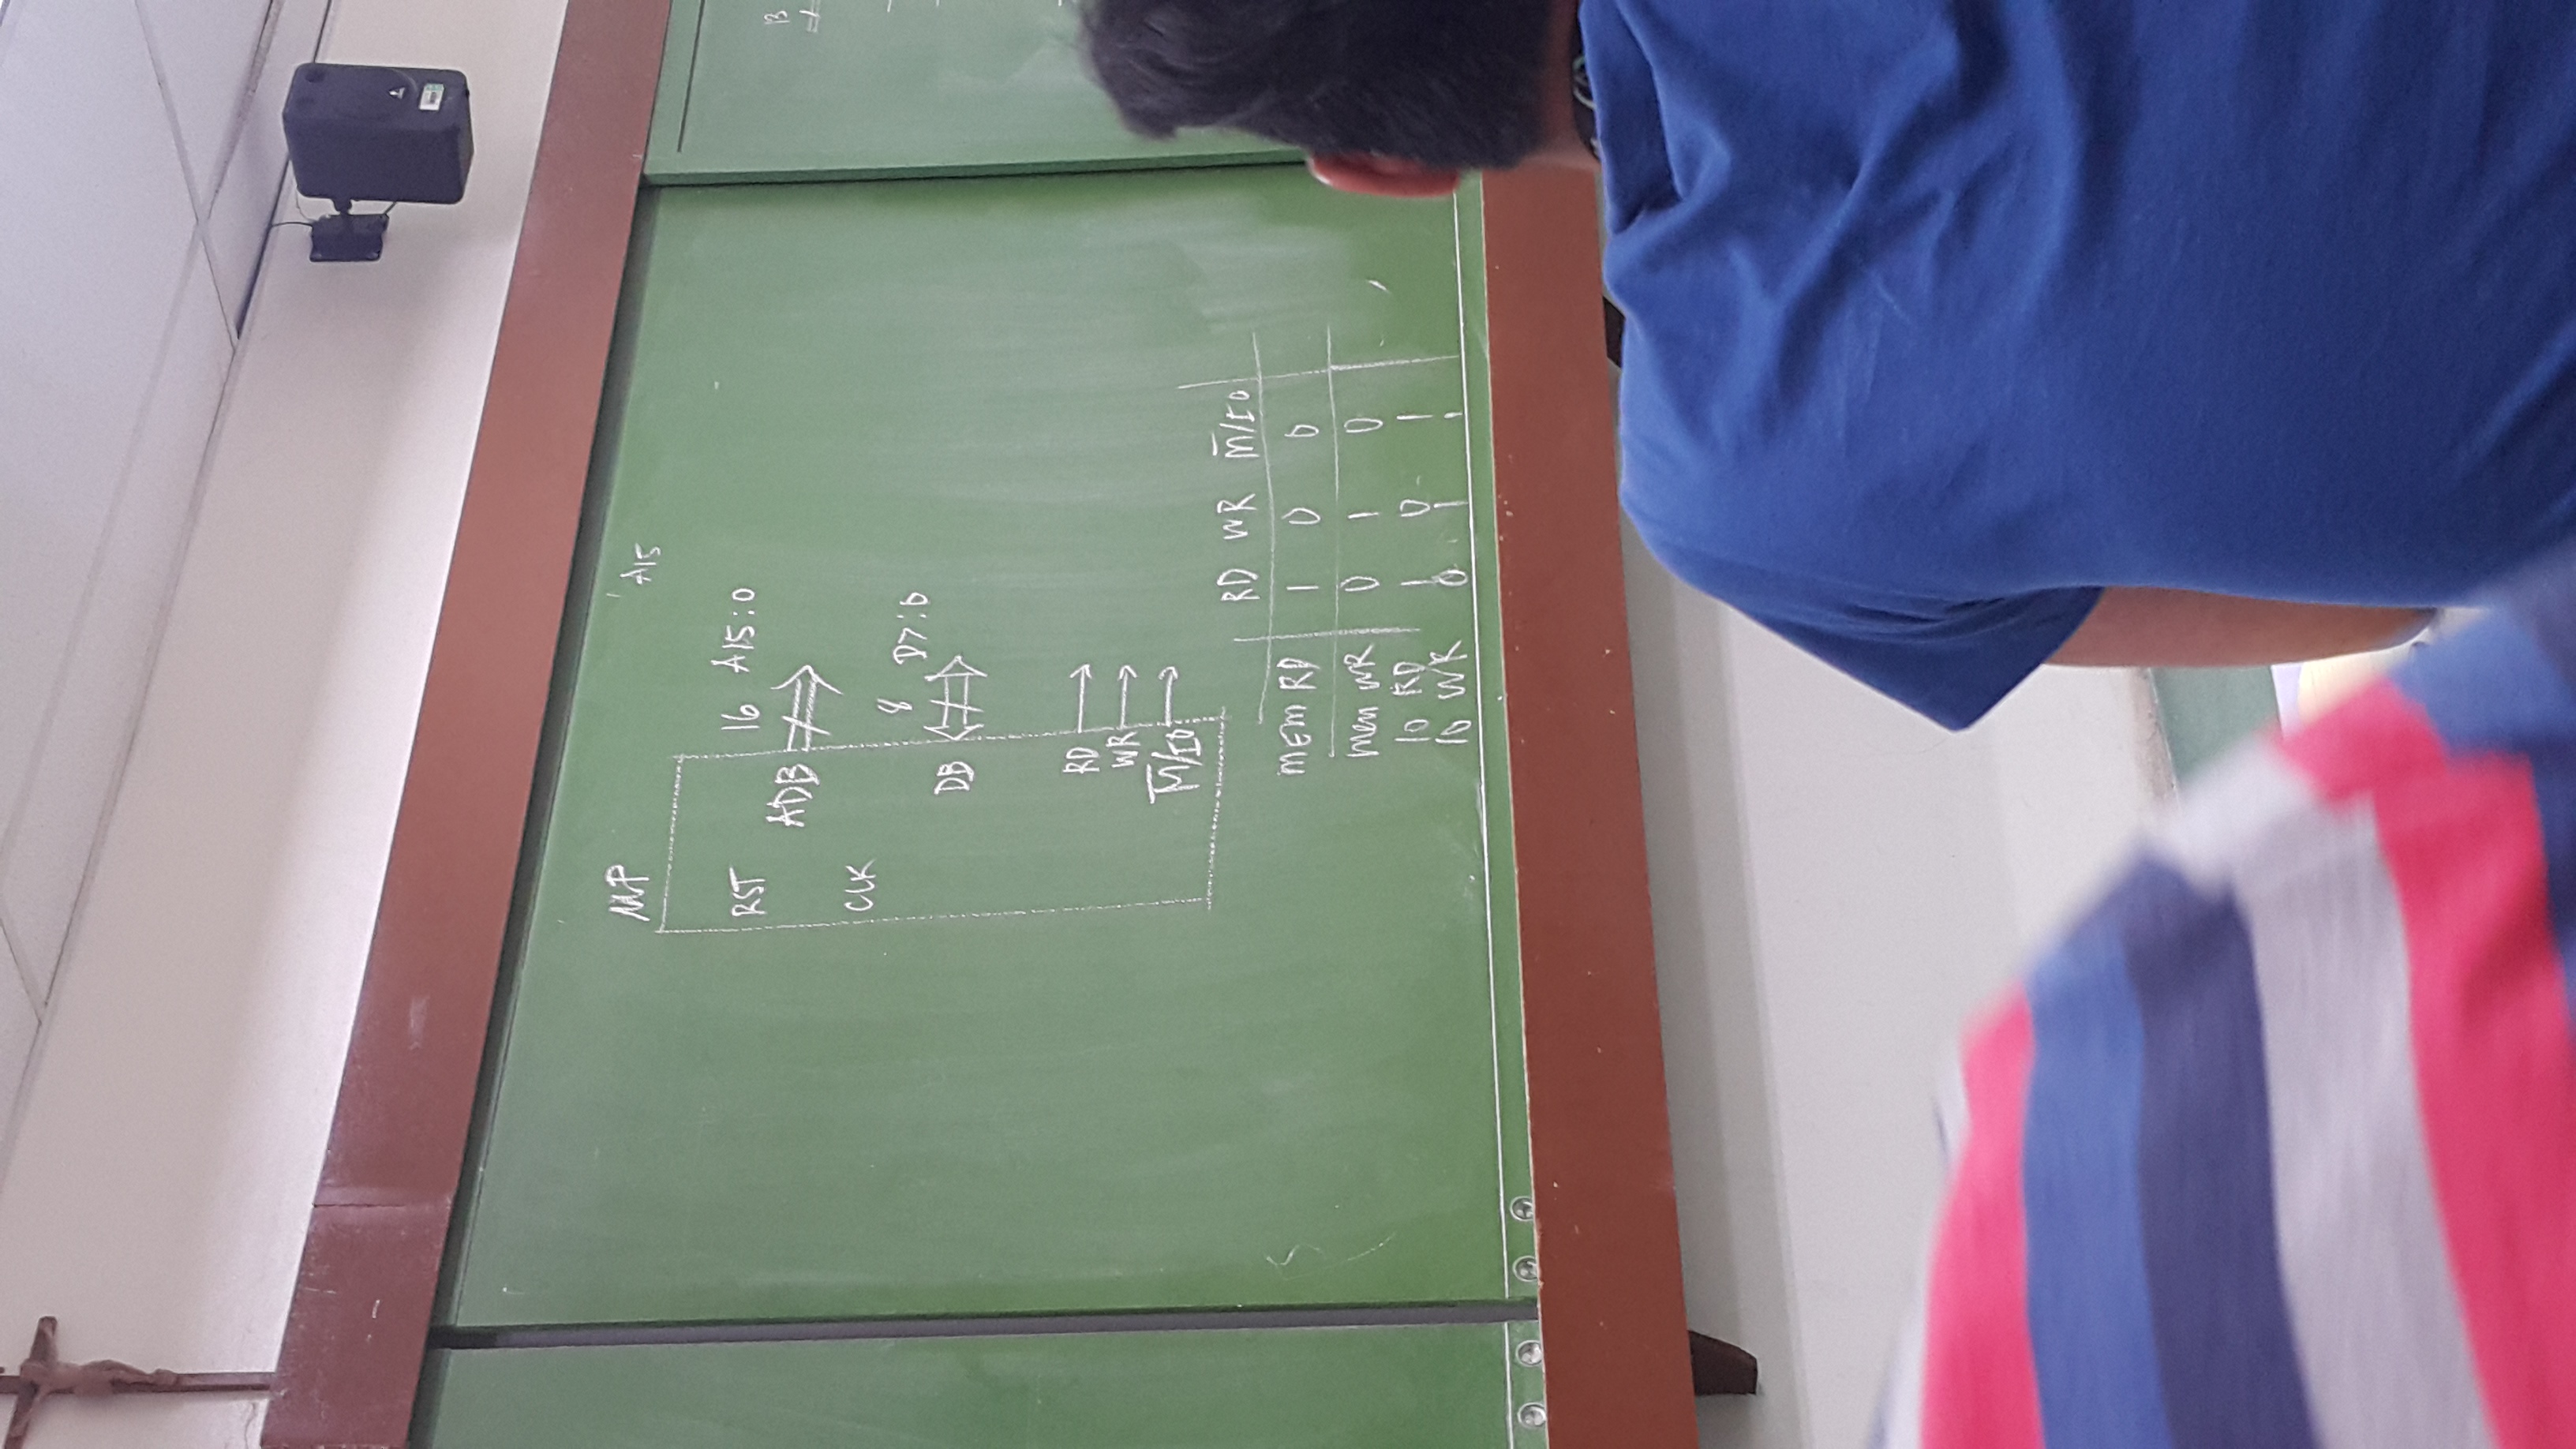 MP
A15
RST
16 A15:0
ADB
CLK
8 D7:0
DB
RD
WR
M̅/IO
RD WR M̅/IO
MEM RD 1 0 0
mem WR 0 1 0
IO RD 1 0 1
IO WR 0 1 1
13